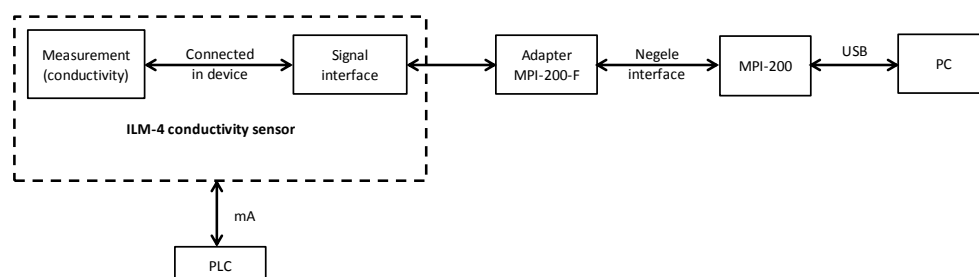 Measurement
(conductivity)
Connected
in device
Signal
interface
Adapter
MPI-200-F
Negele
interface
MPI-200
USB
PC
ILM-4 conductivity sensor
mA
PLC